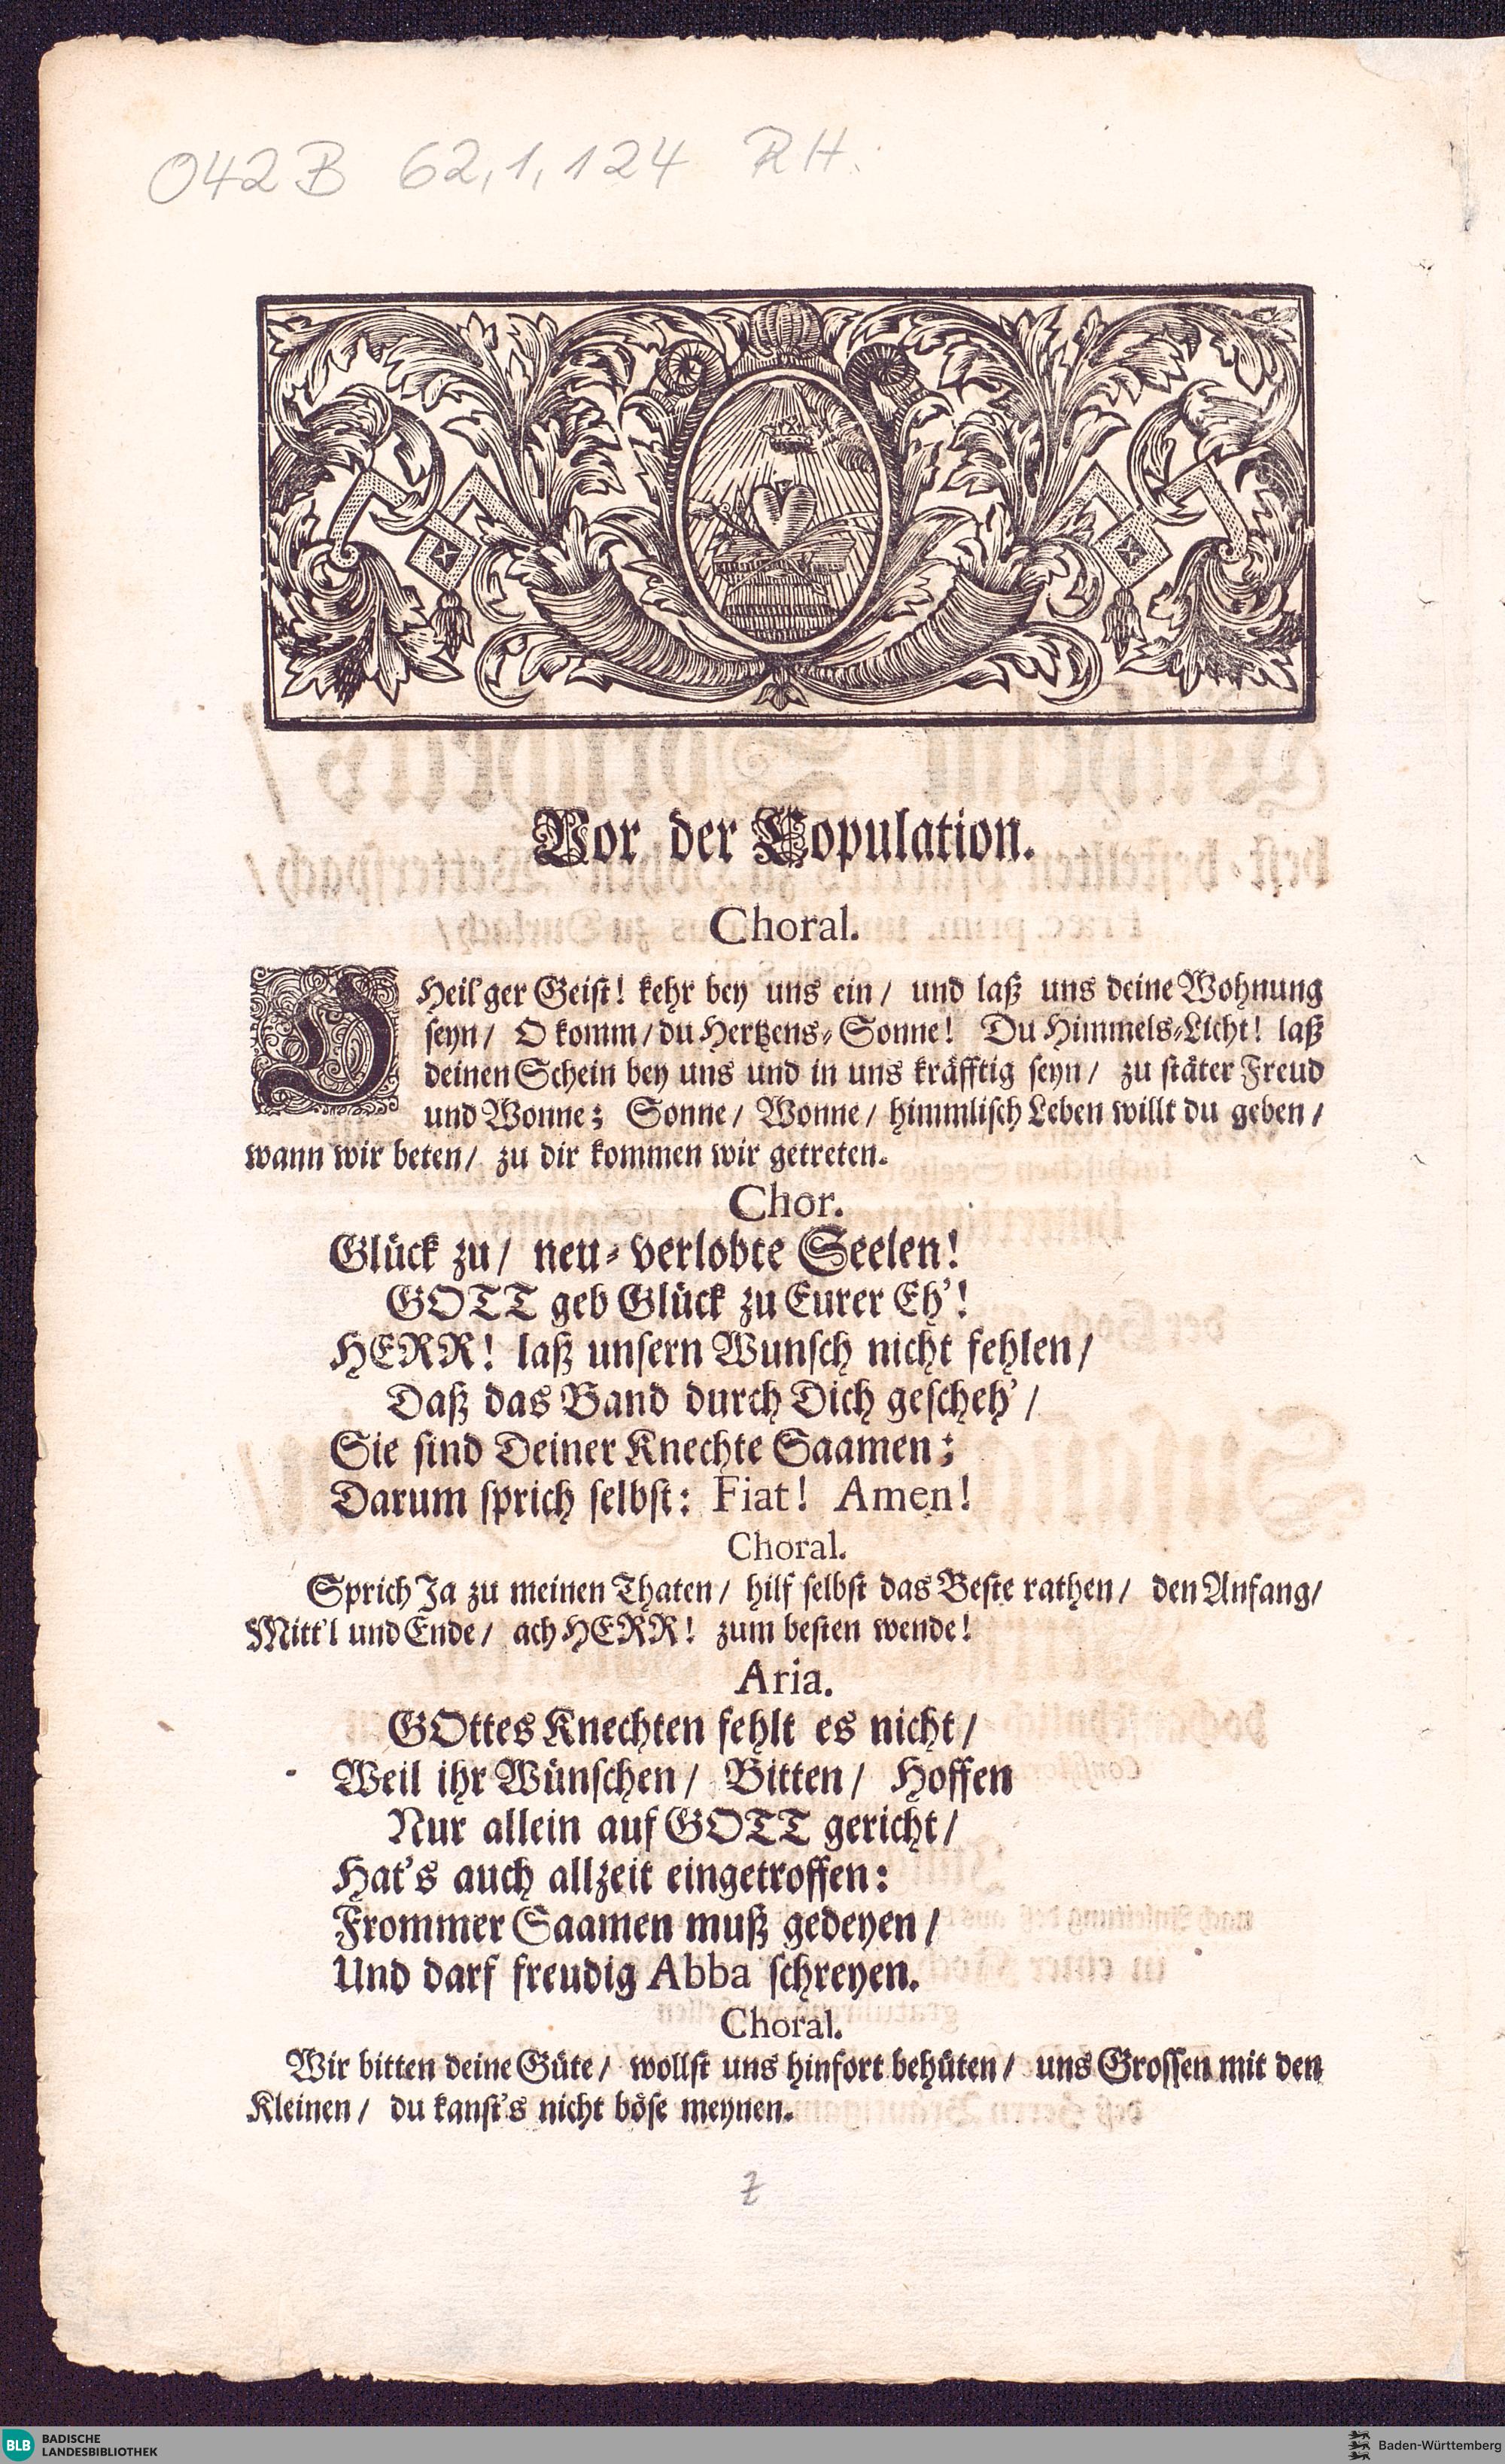 042B 62,1,124 RH.
Vor der Copulation.
Choral.
O Heil'ger Geist! kehr bey uns ein / und laß uns deine Wohnung
seyn / O komm / du Hertzens-Sonne! Du Himmels-Licht! laß
deinen Schein bey uns und in uns kräfftig seyn / zu stäter Freud
und Wonne; Sonne / Wonne / himmlisch Leben willt du geben /
wann wir beten / zu dir kommen wir getreten.
Chor.
Glück zu / neu-verlobte Seelen!
GOTT geb Glück zu Eurer Eh'!
HERR! laß unsern Wunsch nicht fehlen /
Daß das Band durch Dich gescheh' /
Sie sind Deiner Knechte Saamen;
Darum sprich selbst: Fiat! Amen!
Choral.
Sprich Ja zu meinen Thaten / hilf selbst das Beste rathen / den Anfang /
Mitt'l und Ende / ach HERR! zum besten wende!
Aria.
GOttes Knechten fehlt es nicht /
Weil ihr Wünschen / Bitten / Hoffen
Nur allein auf GOTT gericht /
Hat's auch allzeit eingetroffen:
Frommer Saamen muß gedeyen /
Und darf freudig Abba schreyen.
Choral.
Wir bitten deine Güte / wollst uns hinfort behüten / uns Grossen mit den
Kleinen / du kanst's nicht böse meynen.
BLB BADISCHE
LANDESBIBLIOTHEK
Baden-Württemberg